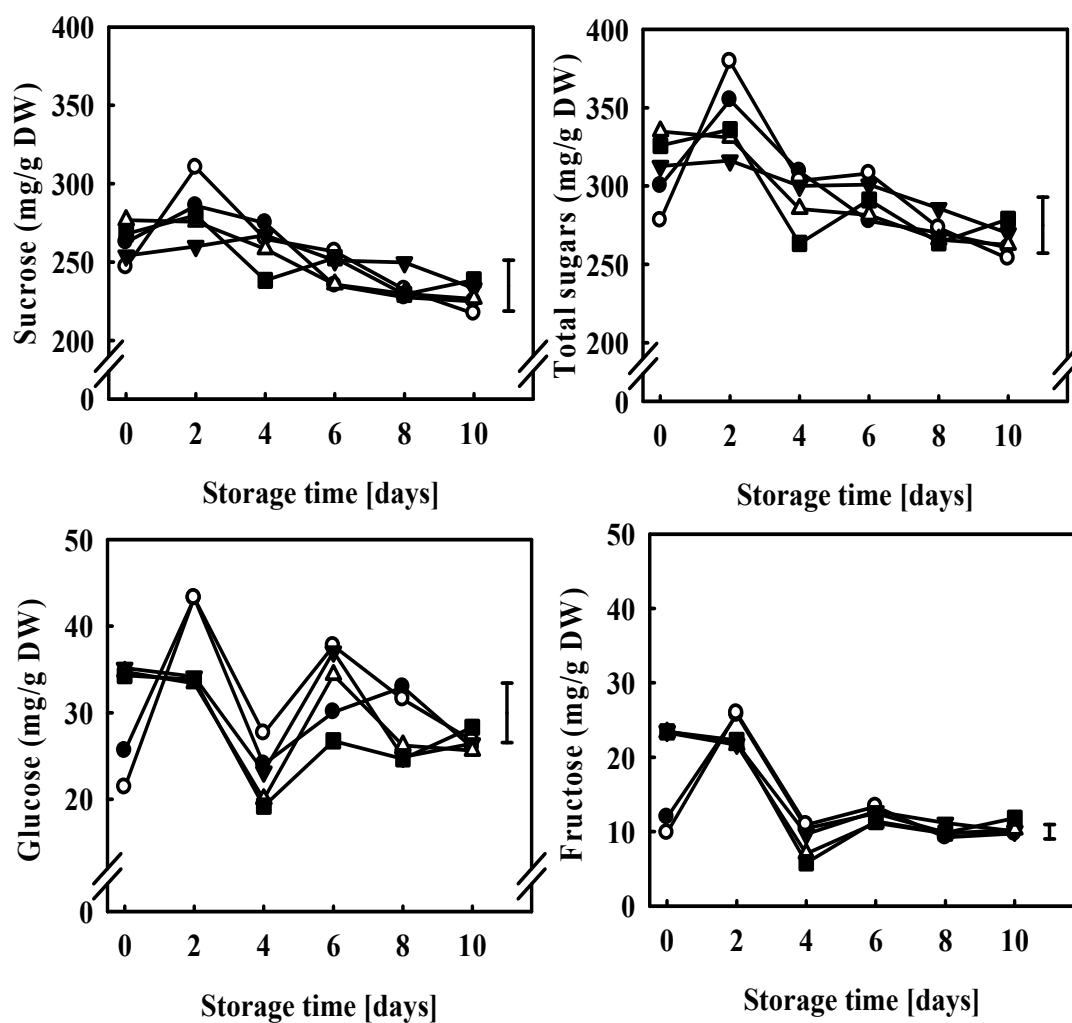 Sucrose (mg/g DW)
400
350
300
250
200
0
0 2 4 6 8 10
Storage time [days]
Total sugars (mg/g DW)
400
350
300
250
200
0
0 2 4 6 8 10
Storage time [days]
Glucose (mg/g DW)
50
40
30
20
0
0 2 4 6 8 10
Storage time [days]
Fructose (mg/g DW)
50
40
30
20
10
0
0 2 4 6 8 10
Storage time [days]